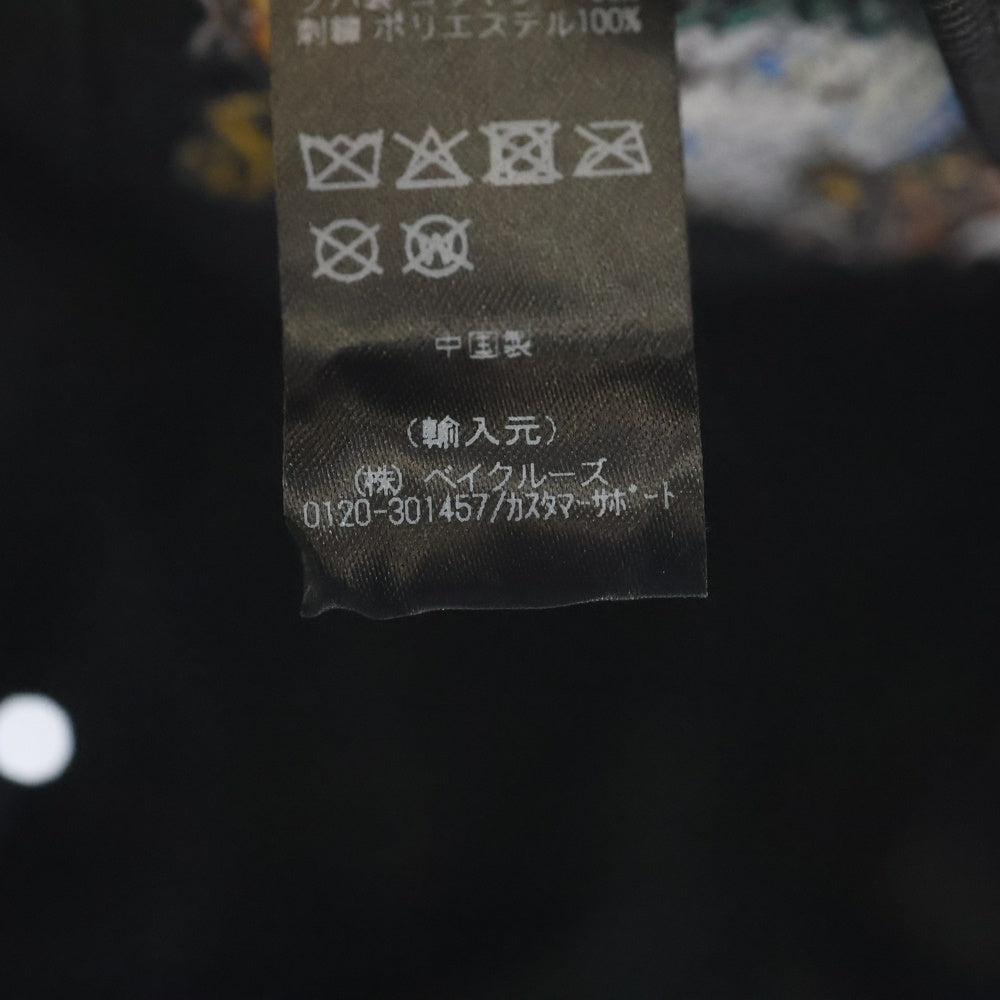 刺繍 ポリエステル100%
中国製
(輸入元)
(株) ベイクルーズ
0120-301457/カスタマーサポート